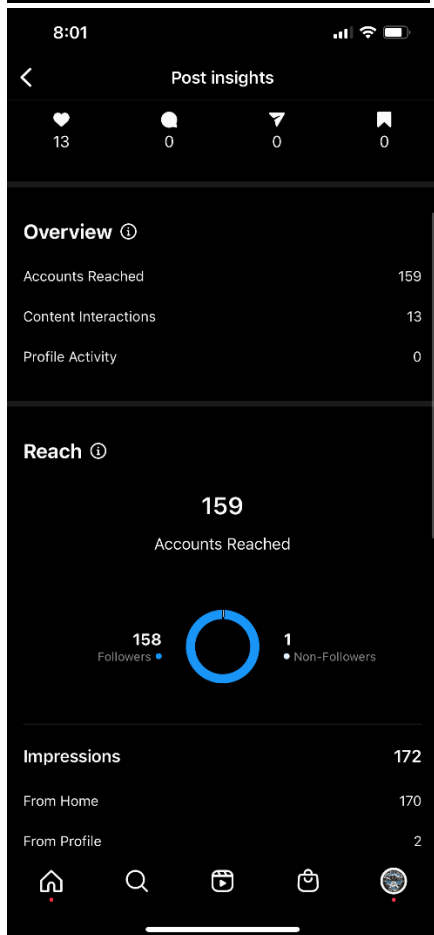 8:01
Post insights
13 0 0 0
Overview
Accounts Reached 159
Content Interactions 13
Profile Activity 0
Reach
159
Accounts Reached
158 1
Followers Non-Followers
Impressions 172
From Home 170
From Profile 2